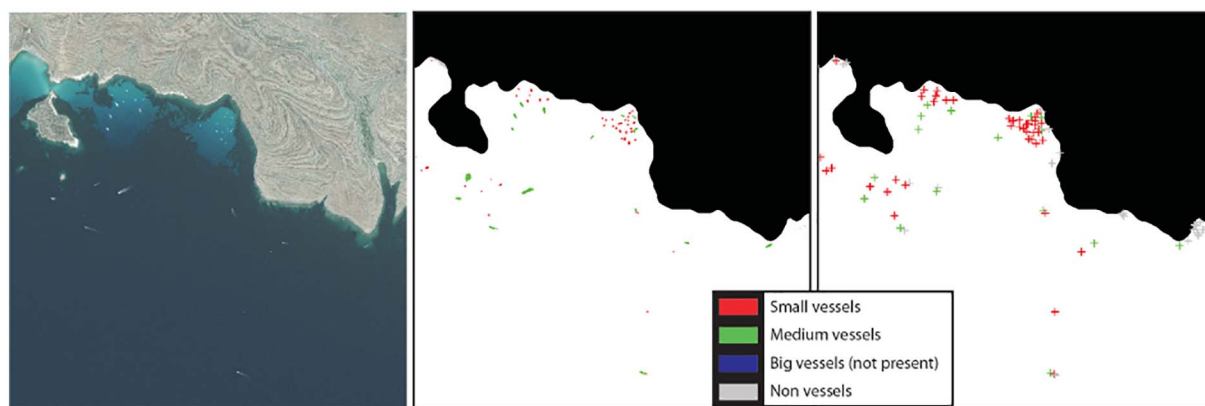 Small vessels
Medium vessels
Big vessels (not present)
Non vessels